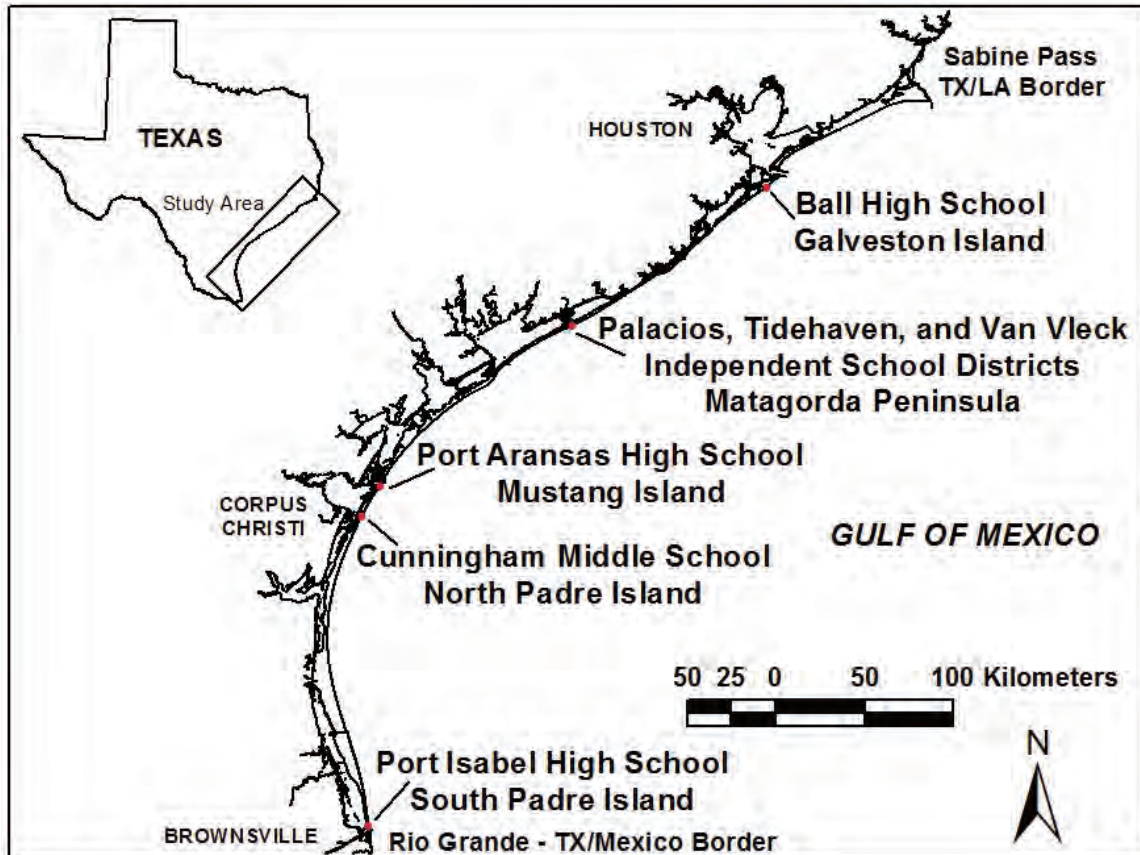 TEXAS
Study Area
Sabine Pass
TX/LA Border
HOUSTON
Ball High School
Galveston Island
Palacios, Tidehaven, and Van Vleck
Independent School Districts
Matagorda Peninsula
Port Aransas High School
Mustang Island
CORPUS
CHRISTI
Cunningham Middle School
North Padre Island
GULF OF MEXICO
50 25 0 50 100 Kilometers
N
Port Isabel High School
South Padre Island
BROWNSVILLE
Rio Grande - TX/Mexico Border